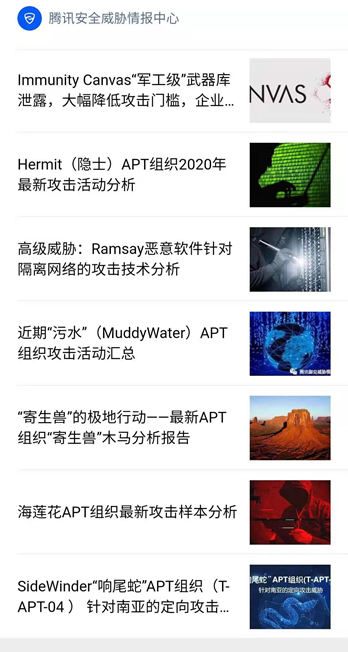 腾讯安全威胁情报中心
Immunity Canvas“军工级”武器库
泄露，大幅降低攻击门槛，企业...
NVAS
Hermit（隐士）APT组织2020年
最新攻击活动分析
高级威胁：Ramsay恶意软件针对
隔离网络的攻击技术分析
近期“污水”（MuddyWater）APT
组织攻击活动汇总
腾讯御安全威胁情
“寄生兽”的极地行动——最新APT
组织“寄生兽”木马分析报告
海莲花APT组织最新攻击样本分析
SideWinder“响尾蛇”APT组织（T-
APT-04 ） 针对南亚的定向攻击...
响尾蛇”APT组织(T-APT-
针对南亚的定向攻击威胁